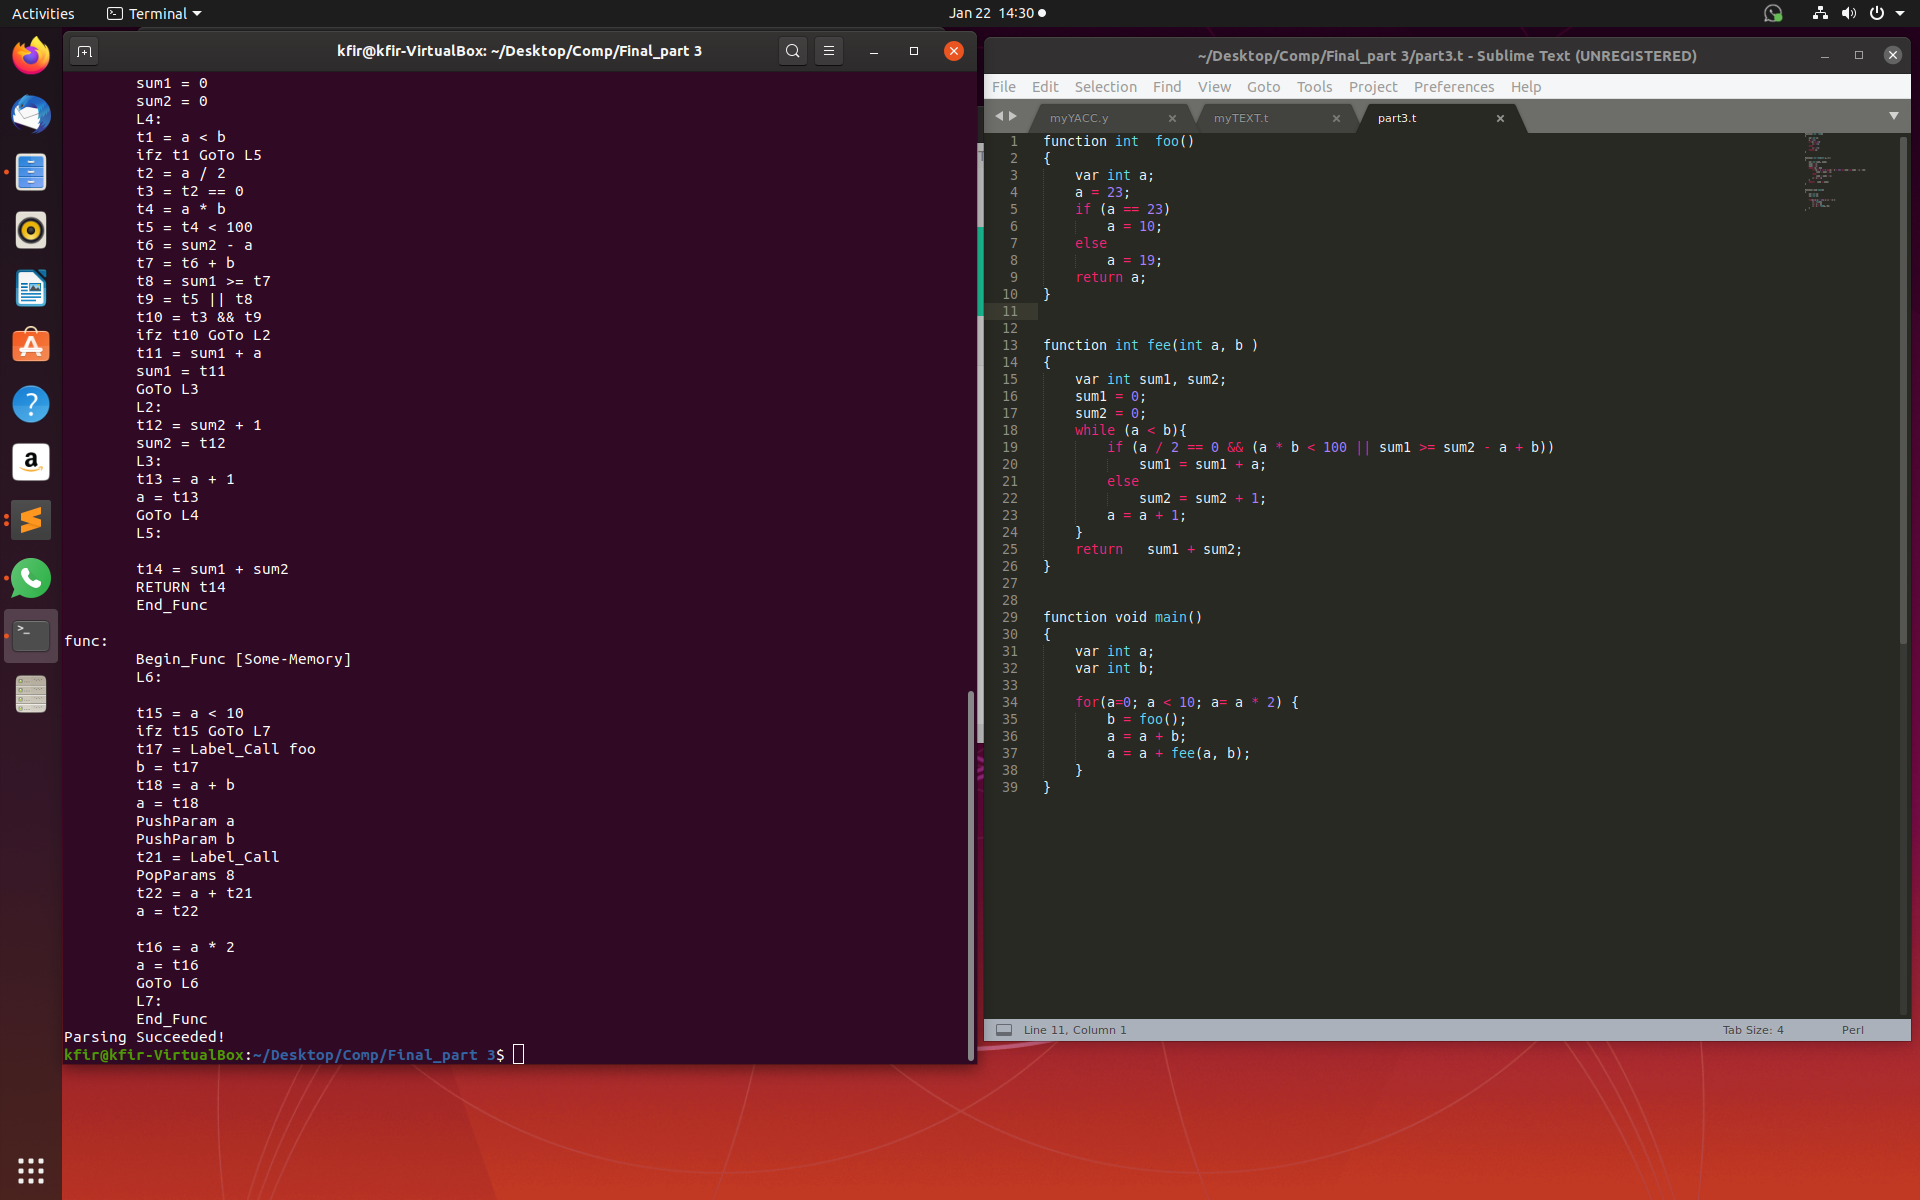 Activities
Terminal
Jan 22 14:30
kfir@kfir-VirtualBox: ~/Desktop/Comp/Final_part 3
sum1 = 0
sum2 = 0
L4:
t1 = a < b
ifz t1 GoTo L5
t2 = a / 2
t3 = t2 == 0
t4 = a * b
t5 = t4 < 100
t6 = sum2 - a
t7 = t6 + b
t8 = sum1 >= t7
t9 = t5 || t8
t10 = t3 && t9
ifz t10 GoTo L2
t11 = sum1 + a
sum1 = t11
GoTo L3
L2:
t12 = sum2 + 1
sum2 = t12
L3:
t13 = a + 1
a = t13
GoTo L4
L5:
t14 = sum1 + sum2
RETURN t14
End_Func
func:
Begin_Func [Some-Memory]
L6:
t15 = a < 10
ifz t15 GoTo L7
t17 = Label_Call foo
b = t17
t18 = a + b
a = t18
PushParam a
PushParam b
t21 = Label_Call
PopParams 8
t22 = a + t21
a = t22
t16 = a * 2
a = t16
GoTo L6
L7:
End_Func
Parsing Succeeded!
kfir@kfir-VirtualBox:~/Desktop/Comp/Final_part 3$
~/Desktop/Comp/Final_part 3/part3.t - Sublime Text (UNREGISTERED)
File Edit Selection Find View Goto Tools Project Preferences Help
myYACC.y myTEXT.t part3.t
1 function int  foo()
2 {
3     var int a;
4     a = 23;
5     if (a == 23)
6         a = 10;
7     else
8         a = 19;
9     return a;
10 }
11
12
13 function int fee(int a, b )
14 {
15     var int sum1, sum2;
16     sum1 = 0;
17     sum2 = 0;
18     while (a < b){
19         if (a / 2 == 0 && (a * b < 100 || sum1 >= sum2 - a + b))
20             sum1 = sum1 + a;
21         else
22             sum2 = sum2 + 1;
23         a = a + 1;
24     }
25     return   sum1 + sum2;
26 }
27
28
29 function void main()
30 {
31     var int a;
32     var int b;
33
34     for(a=0; a < 10; a= a * 2) {
35         b = foo();
36         a = a + b;
37         a = a + fee(a, b);
38     }
39 }
Line 11, Column 1
Tab Size: 4
Perl